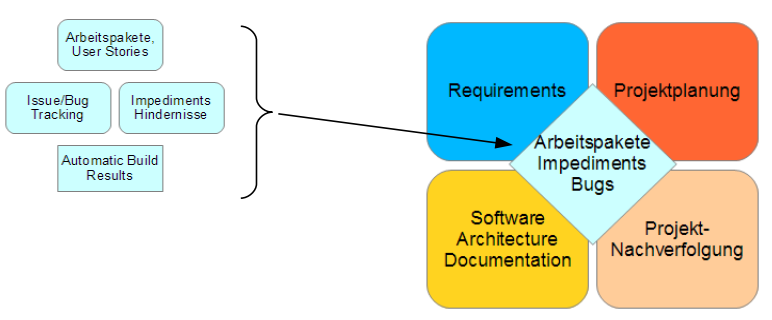 Arbeitspakete,
User Stories
Issue/Bug
Tracking
Impediments
Hindernisse
Automatic Build
Results
Requirements
Projektplanung
Arbeitspakete
Impediments
Bugs
Software
Architecture
Documentation
Projekt-
Nachverfolgung